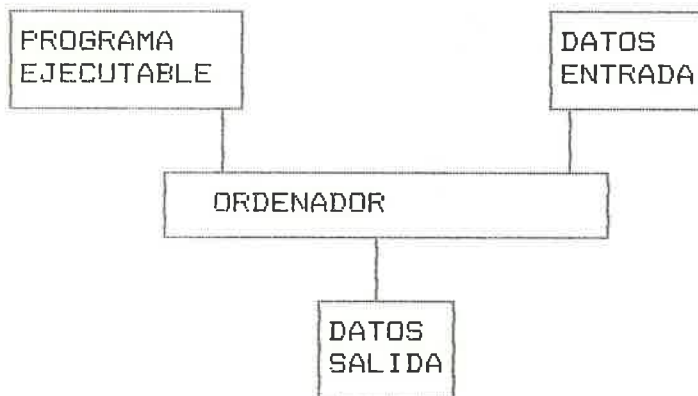 PROGRAMA
EJECUTABLE
DATOS
ENTRADA
ORDENADOR
DATOS
SALIDA